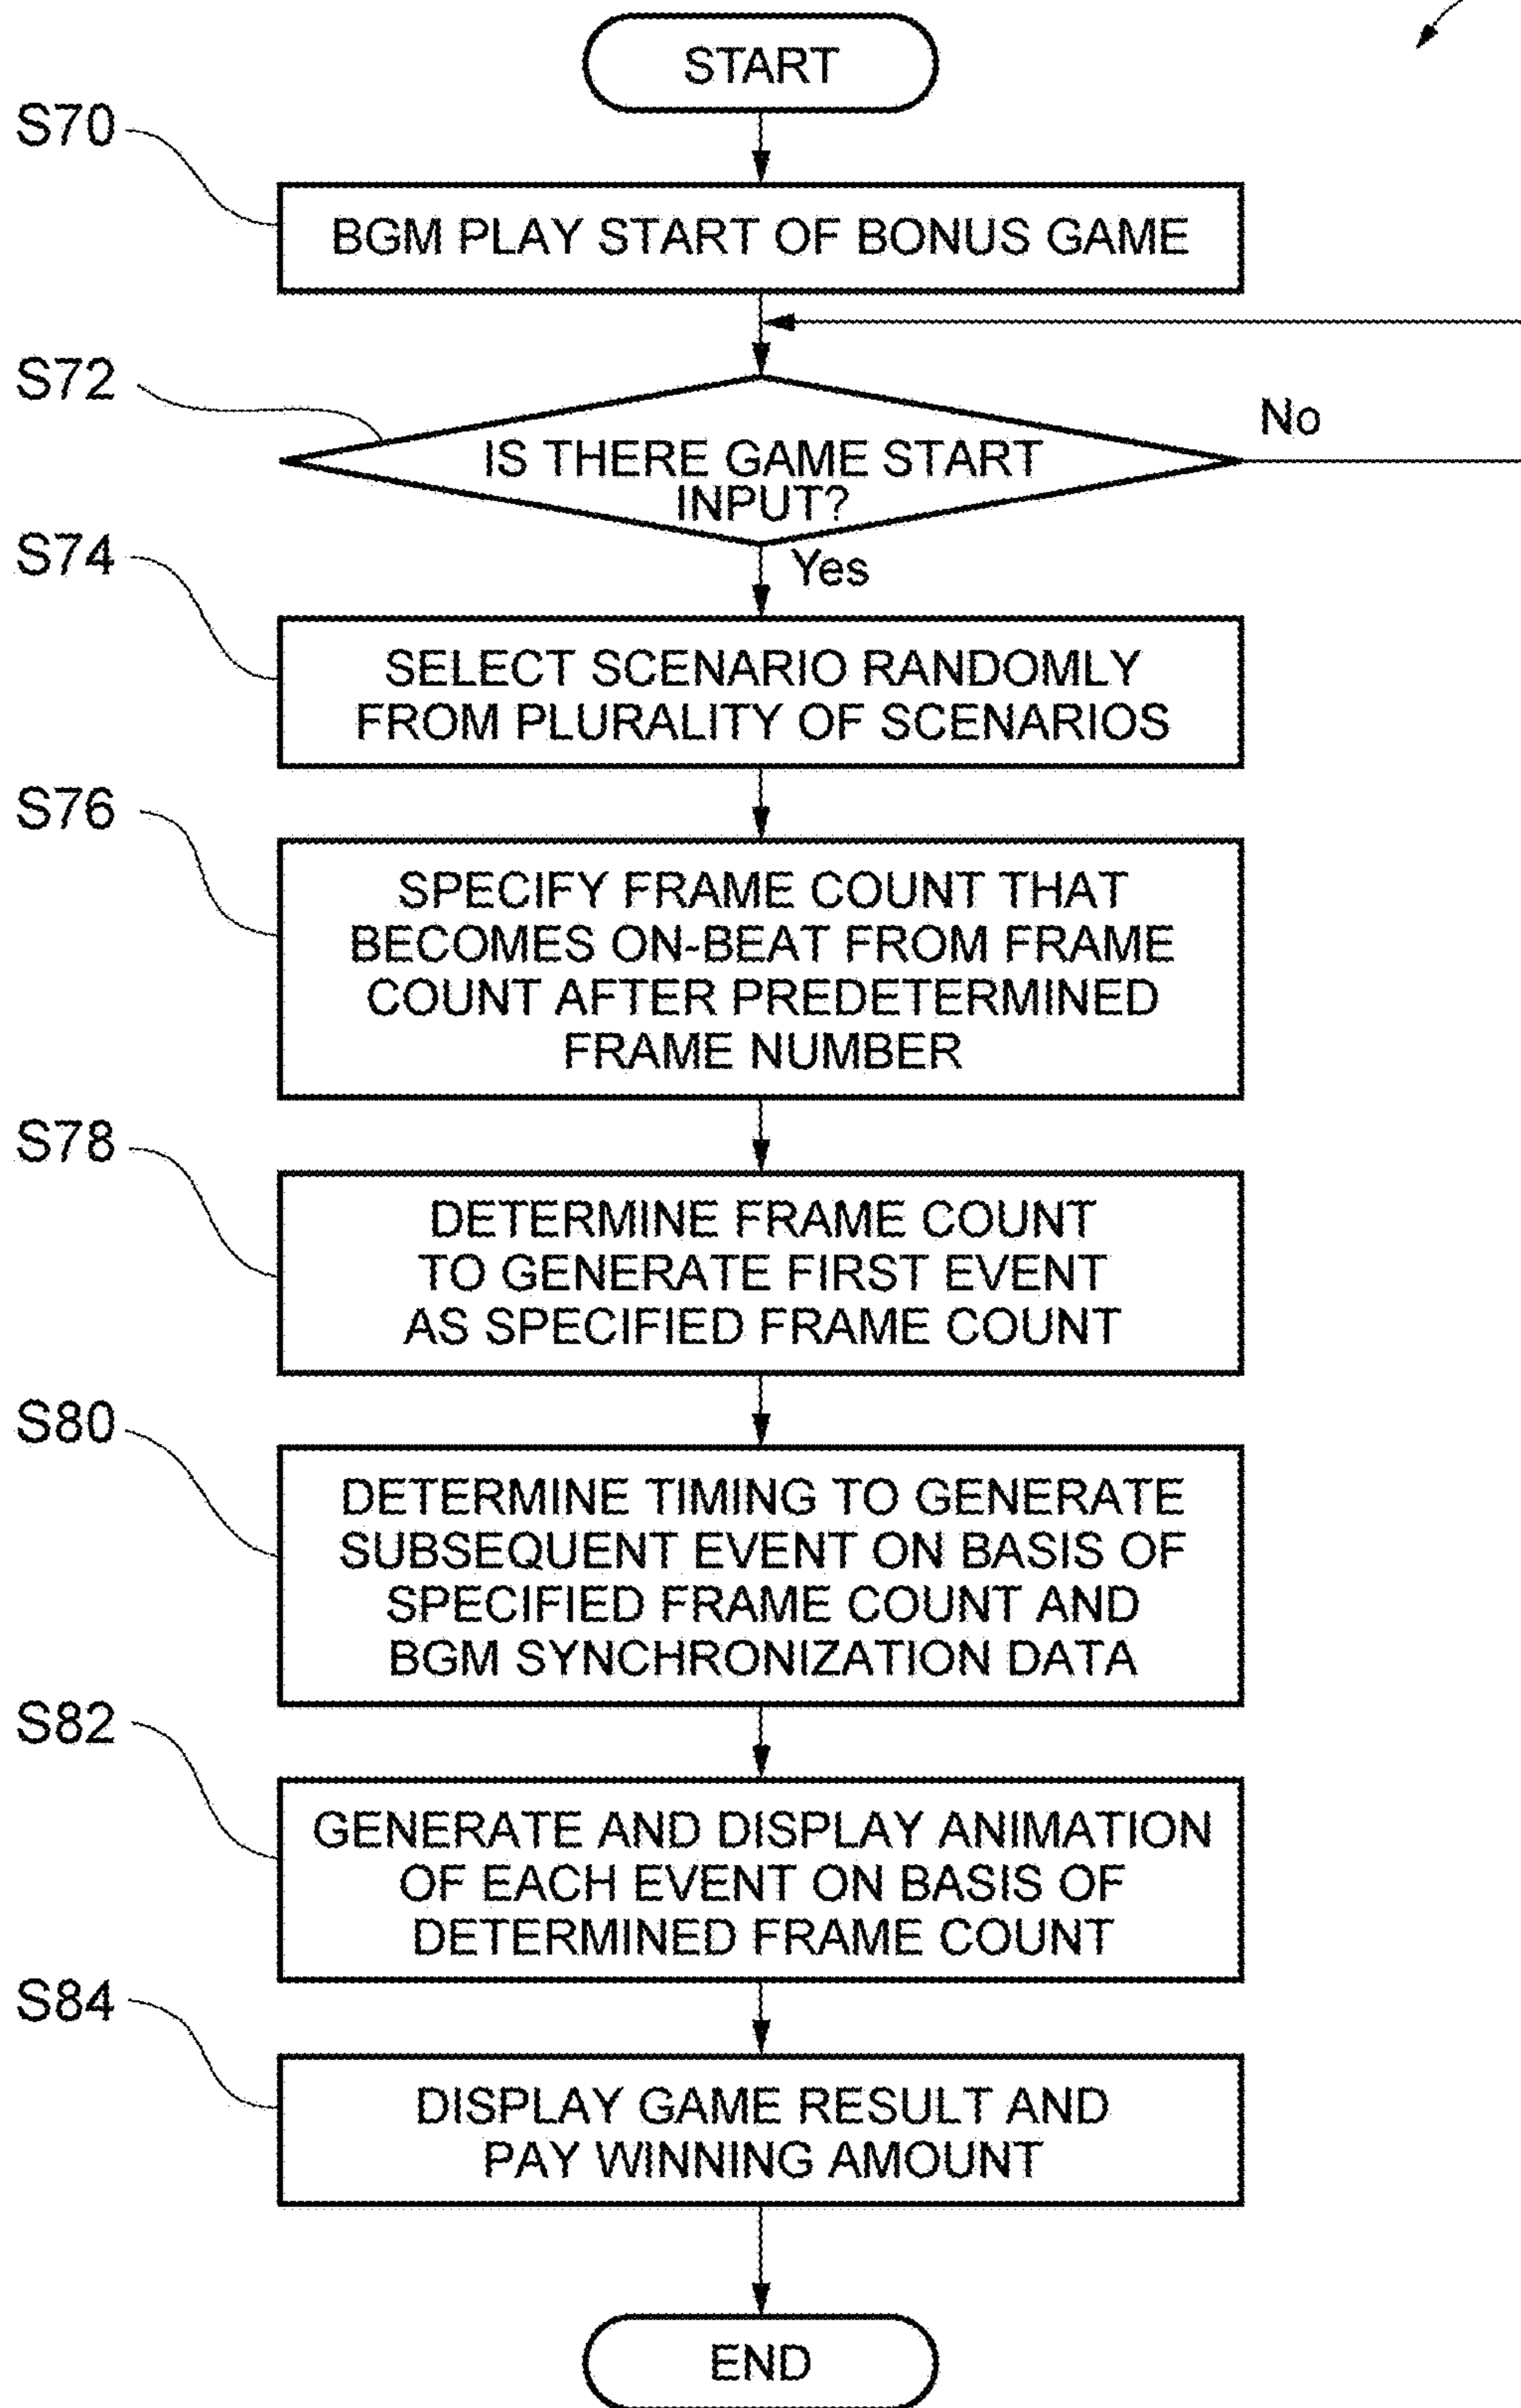 START
S70
BGM PLAY START OF BONUS GAME
S72
IS THERE GAME START
INPUT?
No
Yes
S74
SELECT SCENARIO RANDOMLY
FROM PLURALITY OF SCENARIOS
S76
SPECIFY FRAME COUNT THAT
BECOMES ON-BEAT FROM FRAME
COUNT AFTER PREDETERMINED
FRAME NUMBER
S78
DETERMINE FRAME COUNT
TO GENERATE FIRST EVENT
AS SPECIFIED FRAME COUNT
S80
DETERMINE TIMING TO GENERATE
SUBSEQUENT EVENT ON BASIS OF
SPECIFIED FRAME COUNT AND
BGM SYNCHRONIZATION DATA
S82
GENERATE AND DISPLAY ANIMATION
OF EACH EVENT ON BASIS OF
DETERMINED FRAME COUNT
S84
DISPLAY GAME RESULT AND
PAY WINNING AMOUNT
END